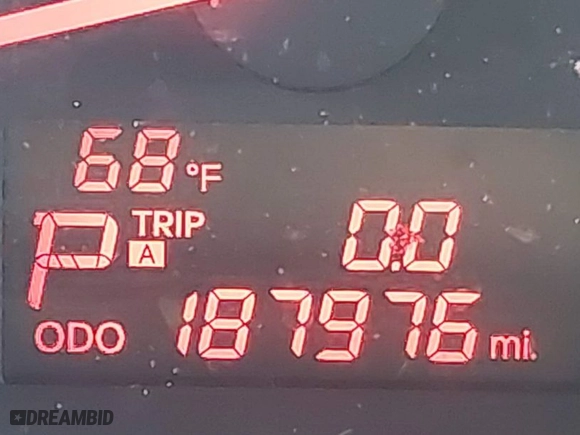 68°F
P TRIP A 0.0
ODO 187976 mi.
DREAMBID